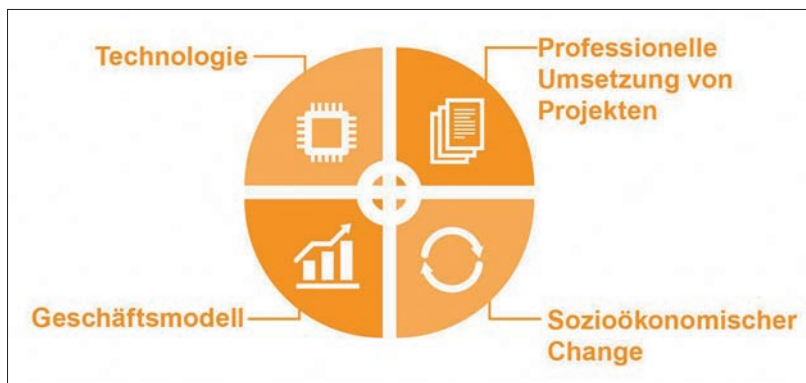 Technologie
Professionelle
Umsetzung von
Projekten
Geschäftsmodell
Sozioökonomischer
Change